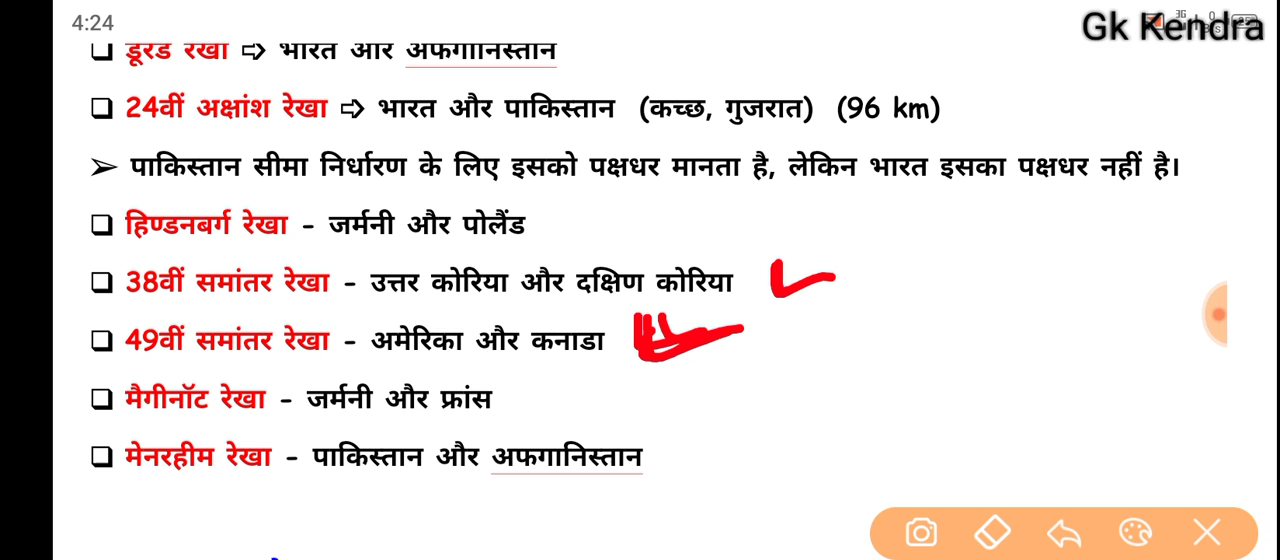 4:24
Gk Kendra
डूरंड रेखा ⇨ भारत और अफगानिस्तान
24वीं अक्षांश रेखा ⇨ भारत और पाकिस्तान (कच्छ, गुजरात) (96 km)
➢ पाकिस्तान सीमा निर्धारण के लिए इसको पक्षधर मानता है, लेकिन भारत इसका पक्षधर नहीं है।
हिण्डनबर्ग रेखा - जर्मनी और पोलैंड
38वीं समांतर रेखा - उत्तर कोरिया और दक्षिण कोरिया
49वीं समांतर रेखा - अमेरिका और कनाडा
मैगीनॉट रेखा - जर्मनी और फ्रांस
मेनरहीम रेखा - पाकिस्तान और अफगानिस्तान